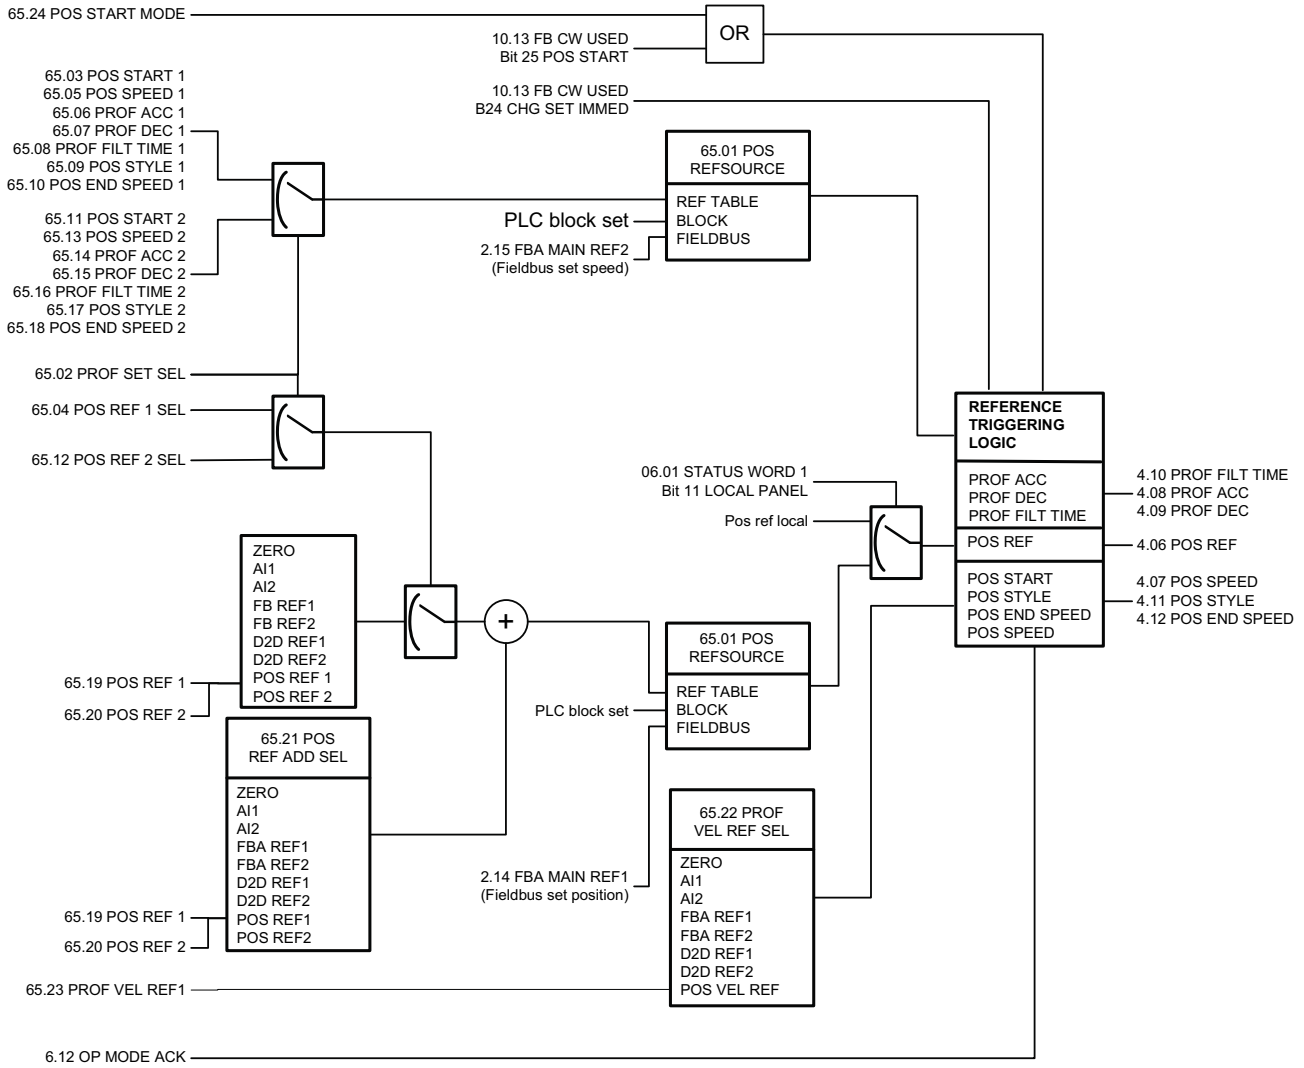 65.24 POS START MODE
OR
10.13 FB CW USED
Bit 25 POS START
65.03 POS START 1
65.05 POS SPEED 1
65.06 PROF ACC 1
65.07 PROF DEC 1
65.08 PROF FILT TIME 1
65.09 POS STYLE 1
65.10 POS END SPEED 1
10.13 FB CW USED
B24 CHG SET IMMED
65.01 POS
REFSOURCE
REF TABLE
BLOCK
FIELDBUS
PLC block set
2.15 FBA MAIN REF2
(Fieldbus set speed)
65.11 POS START 2
65.13 POS SPEED 2
65.14 PROF ACC 2
65.15 PROF DEC 2
65.16 PROF FILT TIME 2
65.17 POS STYLE 2
65.18 POS END SPEED 2
65.02 PROF SET SEL
65.04 POS REF 1 SEL
65.12 POS REF 2 SEL
REFERENCE
TRIGGERING
LOGIC
PROF ACC
PROF DEC
PROF FILT TIME
POS REF
POS START
POS STYLE
POS END SPEED
POS SPEED
4.10 PROF FILT TIME
4.08 PROF ACC
4.09 PROF DEC
4.06 POS REF
4.07 POS SPEED
4.11 POS STYLE
4.12 POS END SPEED
06.01 STATUS WORD 1
Bit 11 LOCAL PANEL
Pos ref local
ZERO
AI1
AI2
FB REF1
FB REF2
D2D REF1
D2D REF2
POS REF 1
POS REF 2
+
65.19 POS REF 1
65.20 POS REF 2
65.01 POS
REFSOURCE
REF TABLE
BLOCK
FIELDBUS
PLC block set
65.21 POS
REF ADD SEL
ZERO
AI1
AI2
FBA REF1
FBA REF2
D2D REF1
D2D REF2
POS REF1
POS REF2
65.19 POS REF 1
65.20 POS REF 2
2.14 FBA MAIN REF1
(Fieldbus set position)
65.22 PROF
VEL REF SEL
ZERO
AI1
AI2
FBA REF1
FBA REF2
D2D REF1
D2D REF2
POS VEL REF
65.23 PROF VEL REF1
6.12 OP MODE ACK